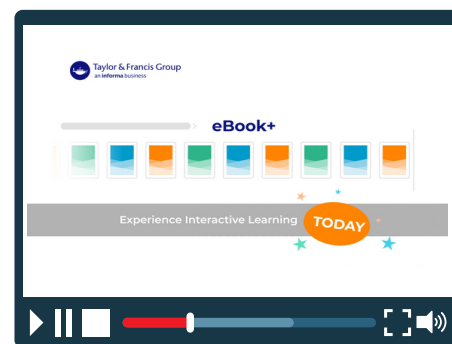 Taylor & Francis Group
an informa business
eBook+
Experience Interactive Learning TODAY